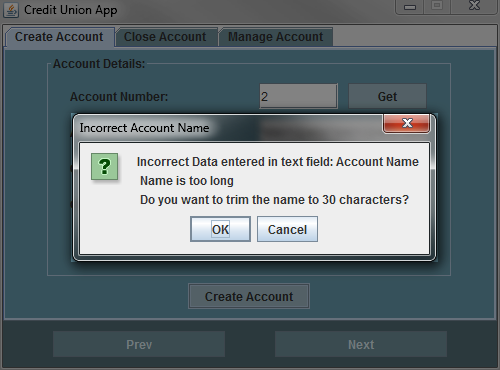 Credit Union App
Create Account Close Account Manage Account
Account Details:
Account Number: 2 Get
Incorrect Account Name
Incorrect Data entered in text field: Account Name
Name is too long
Do you want to trim the name to 30 characters?
OK Cancel
Create Account
Prev Next